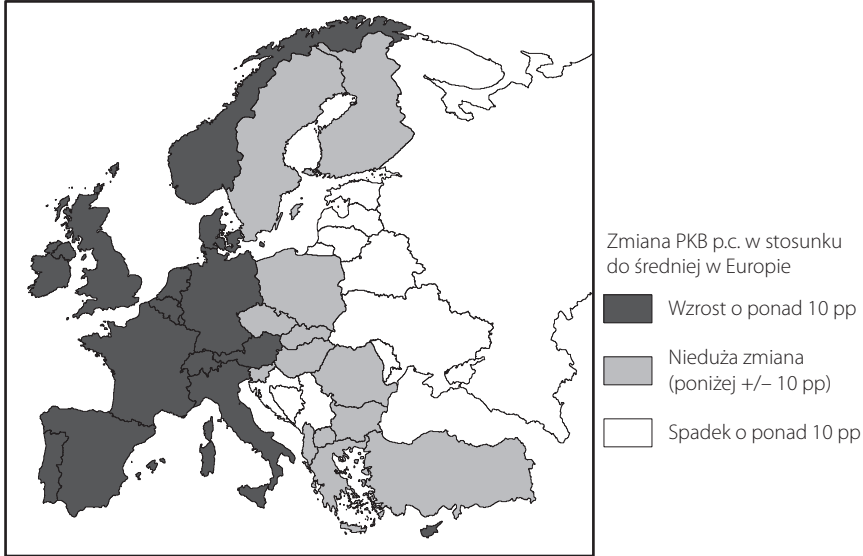 Zmiana PKB p.c. w stosunku
do średniej w Europie
Wzrost o ponad 10 pp
Nieduża zmiana
(poniżej +/– 10 pp)
Spadek o ponad 10 pp